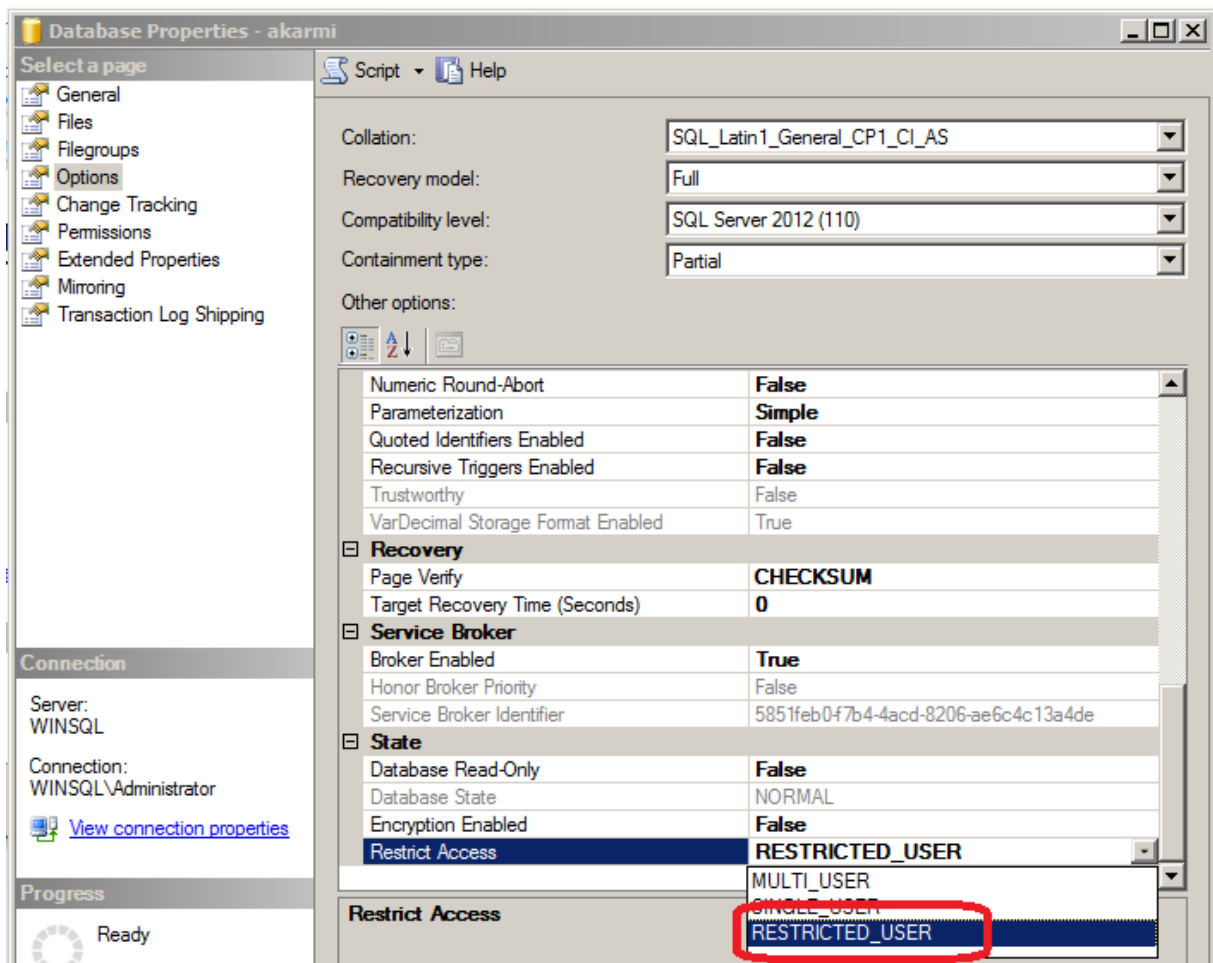 Database Properties - akarmi
Select a page
General
Files
Filegroups
Options
Change Tracking
Permissions
Extended Properties
Mirroring
Transaction Log Shipping
Connection
Server:
WINSQL
Connection:
WINSQL\Administrator
View connection properties
Progress
Ready
Script Help
Collation: SQL_Latin1_General_CP1_CI_AS
Recovery model: Full
Compatibility level: SQL Server 2012 (110)
Containment type: Partial
Other options:
Numeric Round-Abort False
Parameterization Simple
Quoted Identifiers Enabled False
Recursive Triggers Enabled False
Trustworthy False
VarDecimal Storage Format Enabled True
Recovery
Page Verify CHECKSUM
Target Recovery Time (Seconds) 0
Service Broker
Broker Enabled True
Honor Broker Priority False
Service Broker Identifier 5851feb0-f7b4-4acd-8206-ae6c4c13a4de
State
Database Read-Only False
Database State NORMAL
Encryption Enabled False
Restrict Access RESTRICTED_USER
MULTI_USER
SINGLE_USER
RESTRICTED_USER
Restrict Access